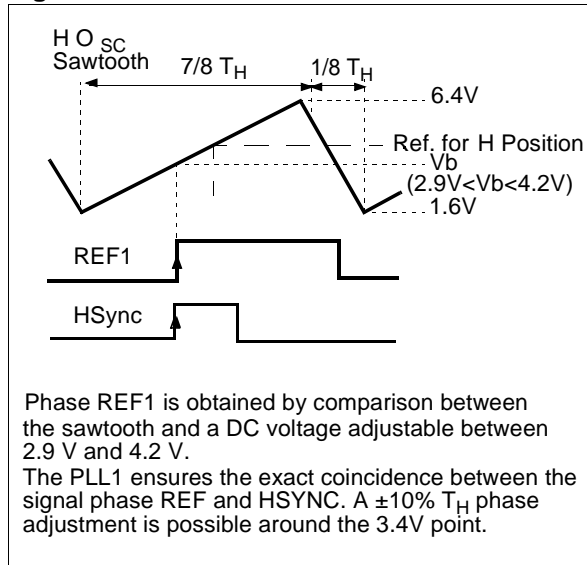 H O SC
Sawtooth
7/8 TH
1/8 TH
6.4V
Ref. for H Position
Vb
(2.9V<Vb<4.2V)
1.6V
REF1
HSync
Phase REF1 is obtained by comparison between
the sawtooth and a DC voltage adjustable between
2.9 V and 4.2 V.
The PLL1 ensures the exact coincidence between the
signal phase REF and HSYNC. A ±10% TH phase
adjustment is possible around the 3.4V point.